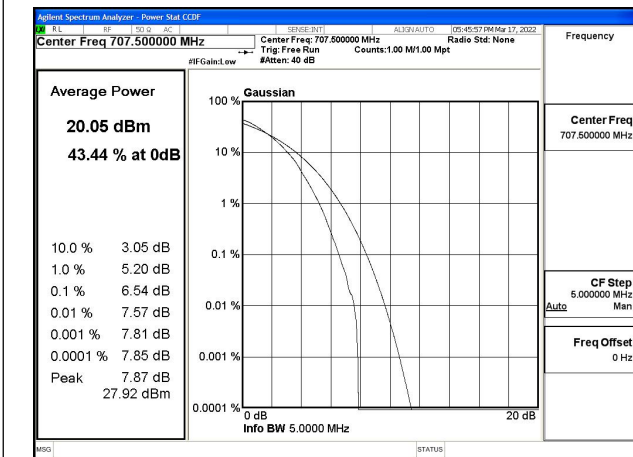 Agilent Spectrum Analyzer - Power Stat CCDF
RL RF 50 Ω AC SENSE:INT ALIGN AUTO 05:45:57 PM Mar 17, 2022
Center Freq 707.500000 MHz
Center Freq: 707.500000 MHz Radio Std: None
Trig: Free Run Counts:1.00 M/1.00 Mpt
#IFGain:Low #Atten: 40 dB
Frequency
Average Power
20.05 dBm
43.44 % at 0dB
10.0 % 3.05 dB
1.0 % 5.20 dB
0.1 % 6.54 dB
0.01 % 7.57 dB
0.001 % 7.81 dB
0.0001 % 7.85 dB
Peak 7.87 dB
27.92 dBm
Gaussian
100 %
10 %
1 %
0.1 %
0.01 %
0.001 %
0.0001 %
0 dB 20 dB
Info BW 5.0000 MHz
Center Freq
707.500000 MHz
CF Step
5.000000 MHz
Auto Man
Freq Offset
0 Hz
MSG STATUS